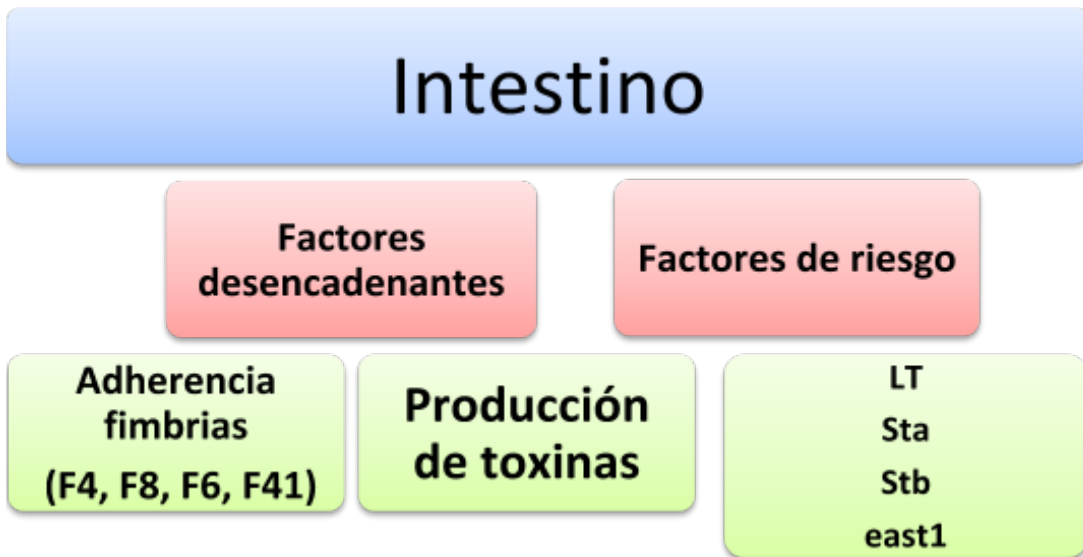 Intestino
Factores
desencadenantes
Factores de riesgo
Adherencia
fimbrias
(F4, F8, F6, F41)
Producción
de toxinas
LT
Sta
Stb
east1